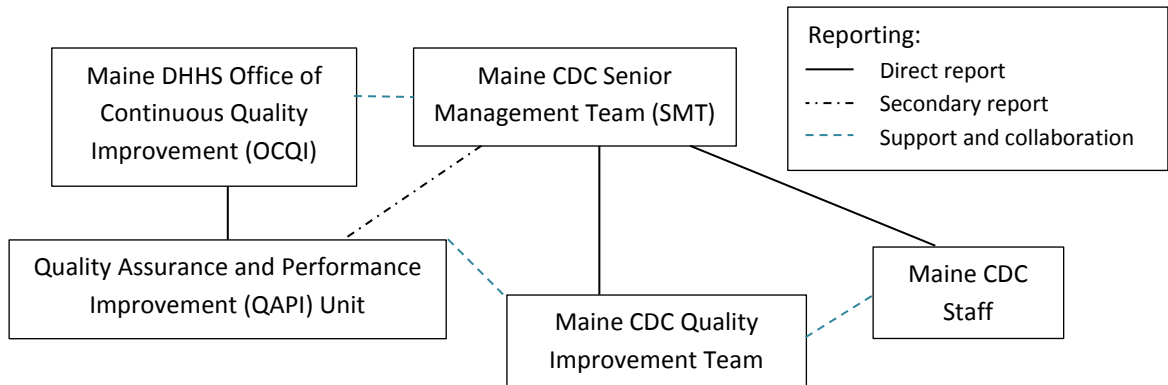 Maine DHHS Office of
Continuous Quality
Improvement (OCQI)
Maine CDC Senior
Management Team (SMT)
Reporting:
Direct report
Secondary report
Support and collaboration
Quality Assurance and Performance
Improvement (QAPI) Unit
Maine CDC Quality
Improvement Team
Maine CDC
Staff